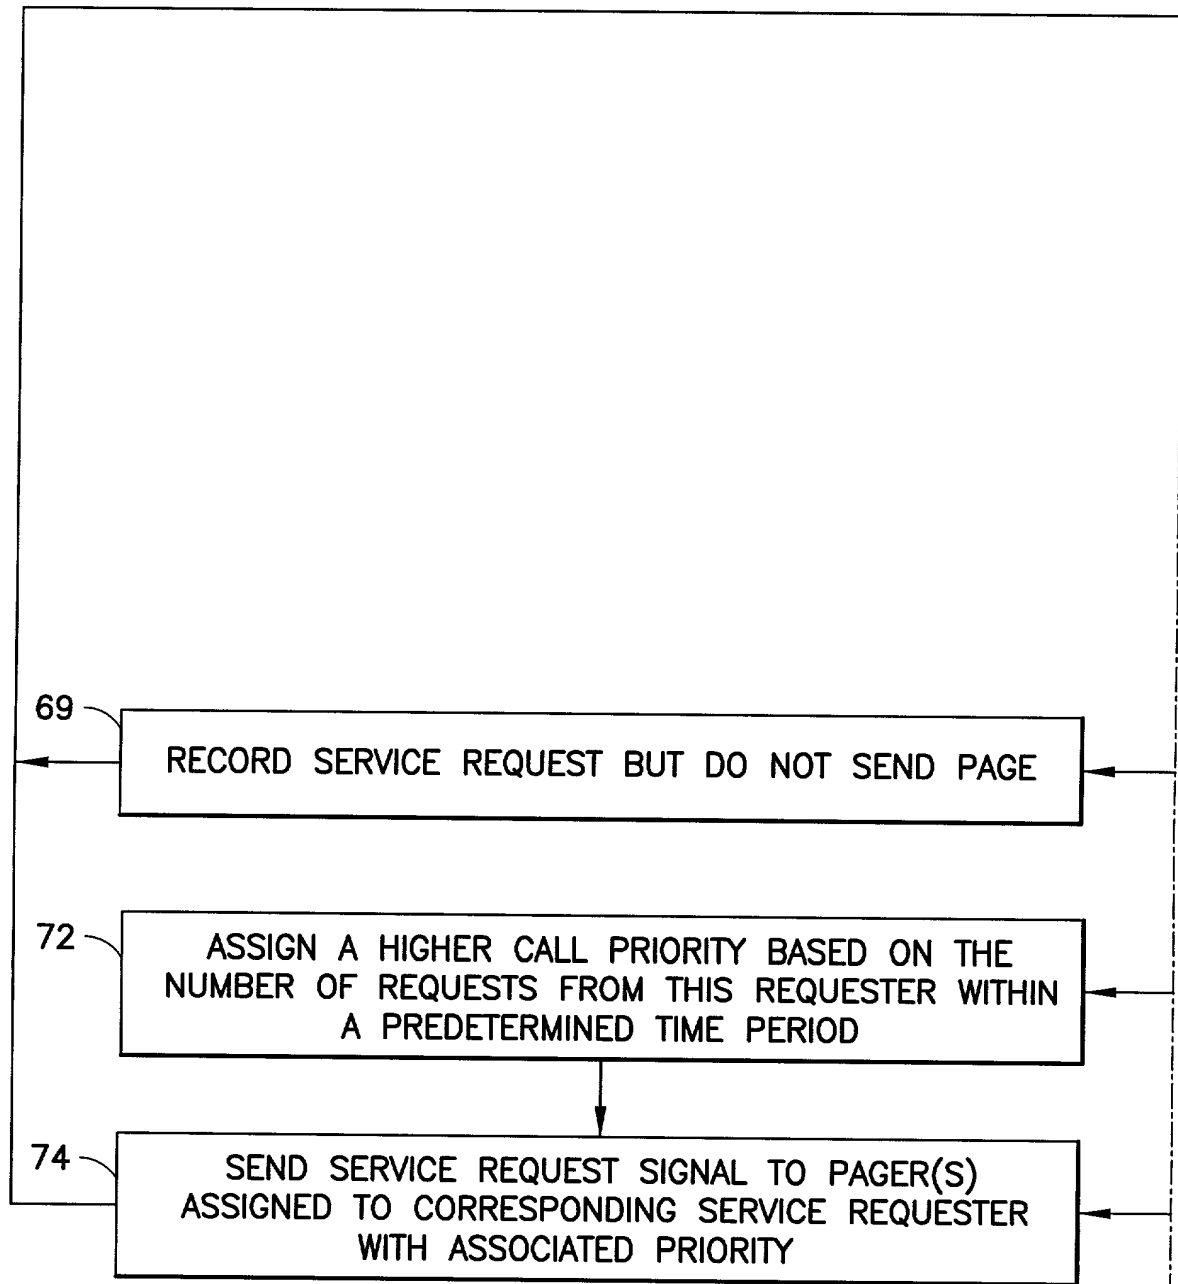 69
RECORD SERVICE REQUEST BUT DO NOT SEND PAGE
72
ASSIGN A HIGHER CALL PRIORITY BASED ON THE
NUMBER OF REQUESTS FROM THIS REQUESTER WITHIN
A PREDETERMINED TIME PERIOD
74
SEND SERVICE REQUEST SIGNAL TO PAGER(S)
ASSIGNED TO CORRESPONDING SERVICE REQUESTER
WITH ASSOCIATED PRIORITY